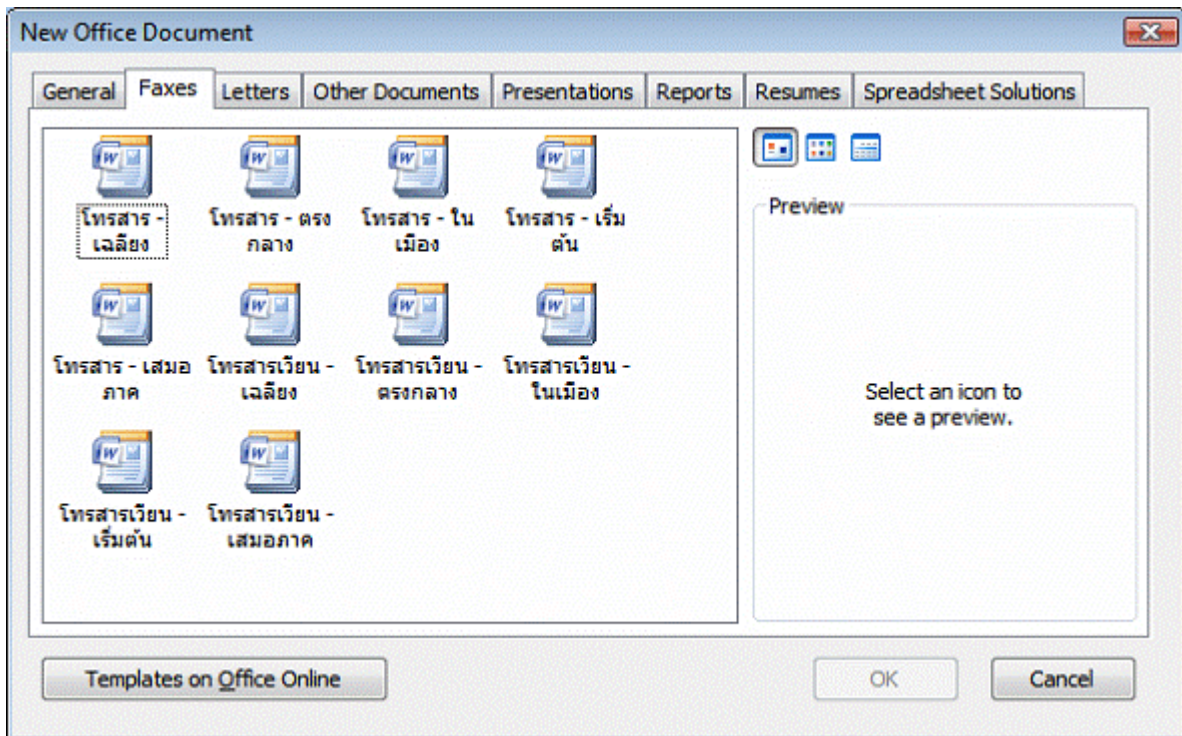 New Office Document
General Faxes Letters Other Documents Presentations Reports Resumes Spreadsheet Solutions
โทรสาร -
เฉลียง
โทรสาร - ตรง
กลาง
โทรสาร - ใน
เมือง
โทรสาร - เริ่ม
ต้น
โทรสาร - เสมอ
ภาค
โทรสารเวียน -
เฉลียง
โทรสารเวียน -
ตรงกลาง
โทรสารเวียน -
ในเมือง
โทรสารเวียน -
เริ่มต้น
โทรสารเวียน -
เสมอภาค
Preview
Select an icon to
see a preview.
Templates on Office Online
OK
Cancel